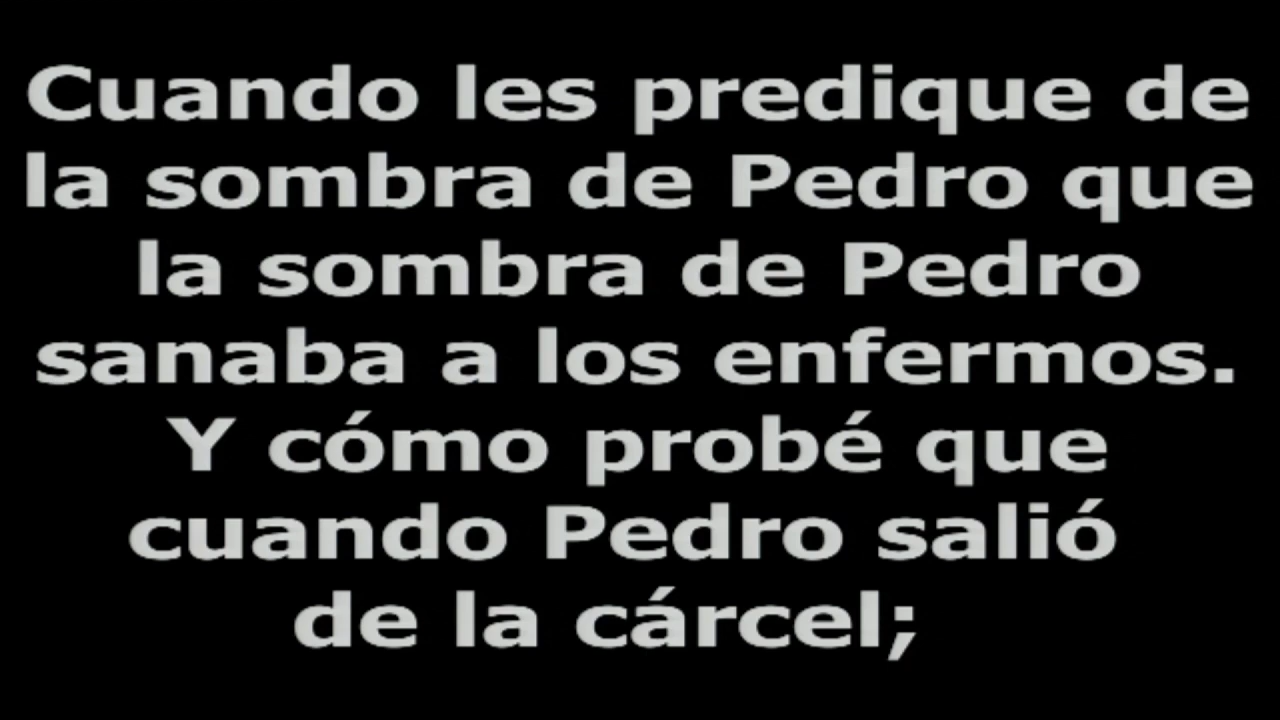 Cuando les predique de
la sombra de Pedro que
la sombra de Pedro
sanaba a los enfermos.
Y cómo probé que
cuando Pedro salió
de la cárcel;